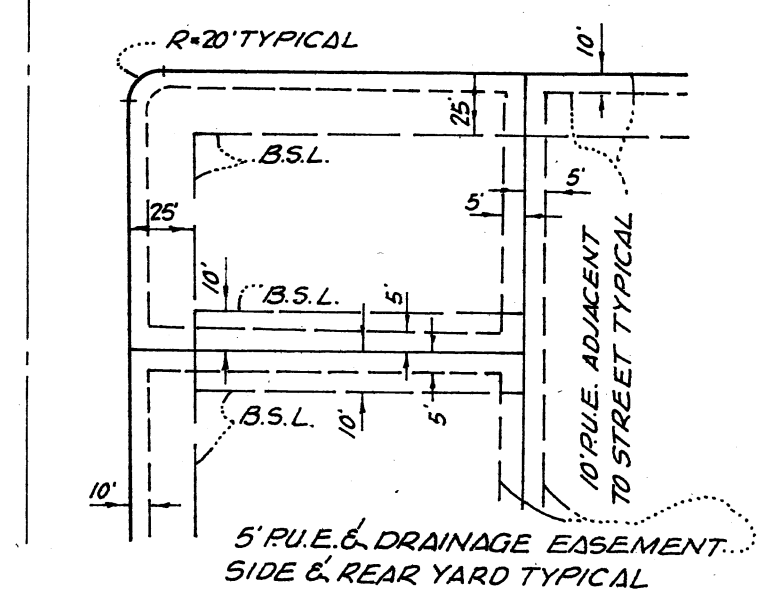 R=20' TYPICAL
10'
25'
B.S.L.
5'
5'
25'
10'
B.S.L.
5'
10' P.U.E. ADJACENT
TO STREET TYPICAL
B.S.L.
10'
5'
10'
5' P.U.E. & DRAINAGE EASEMENT
SIDE & REAR YARD TYPICAL